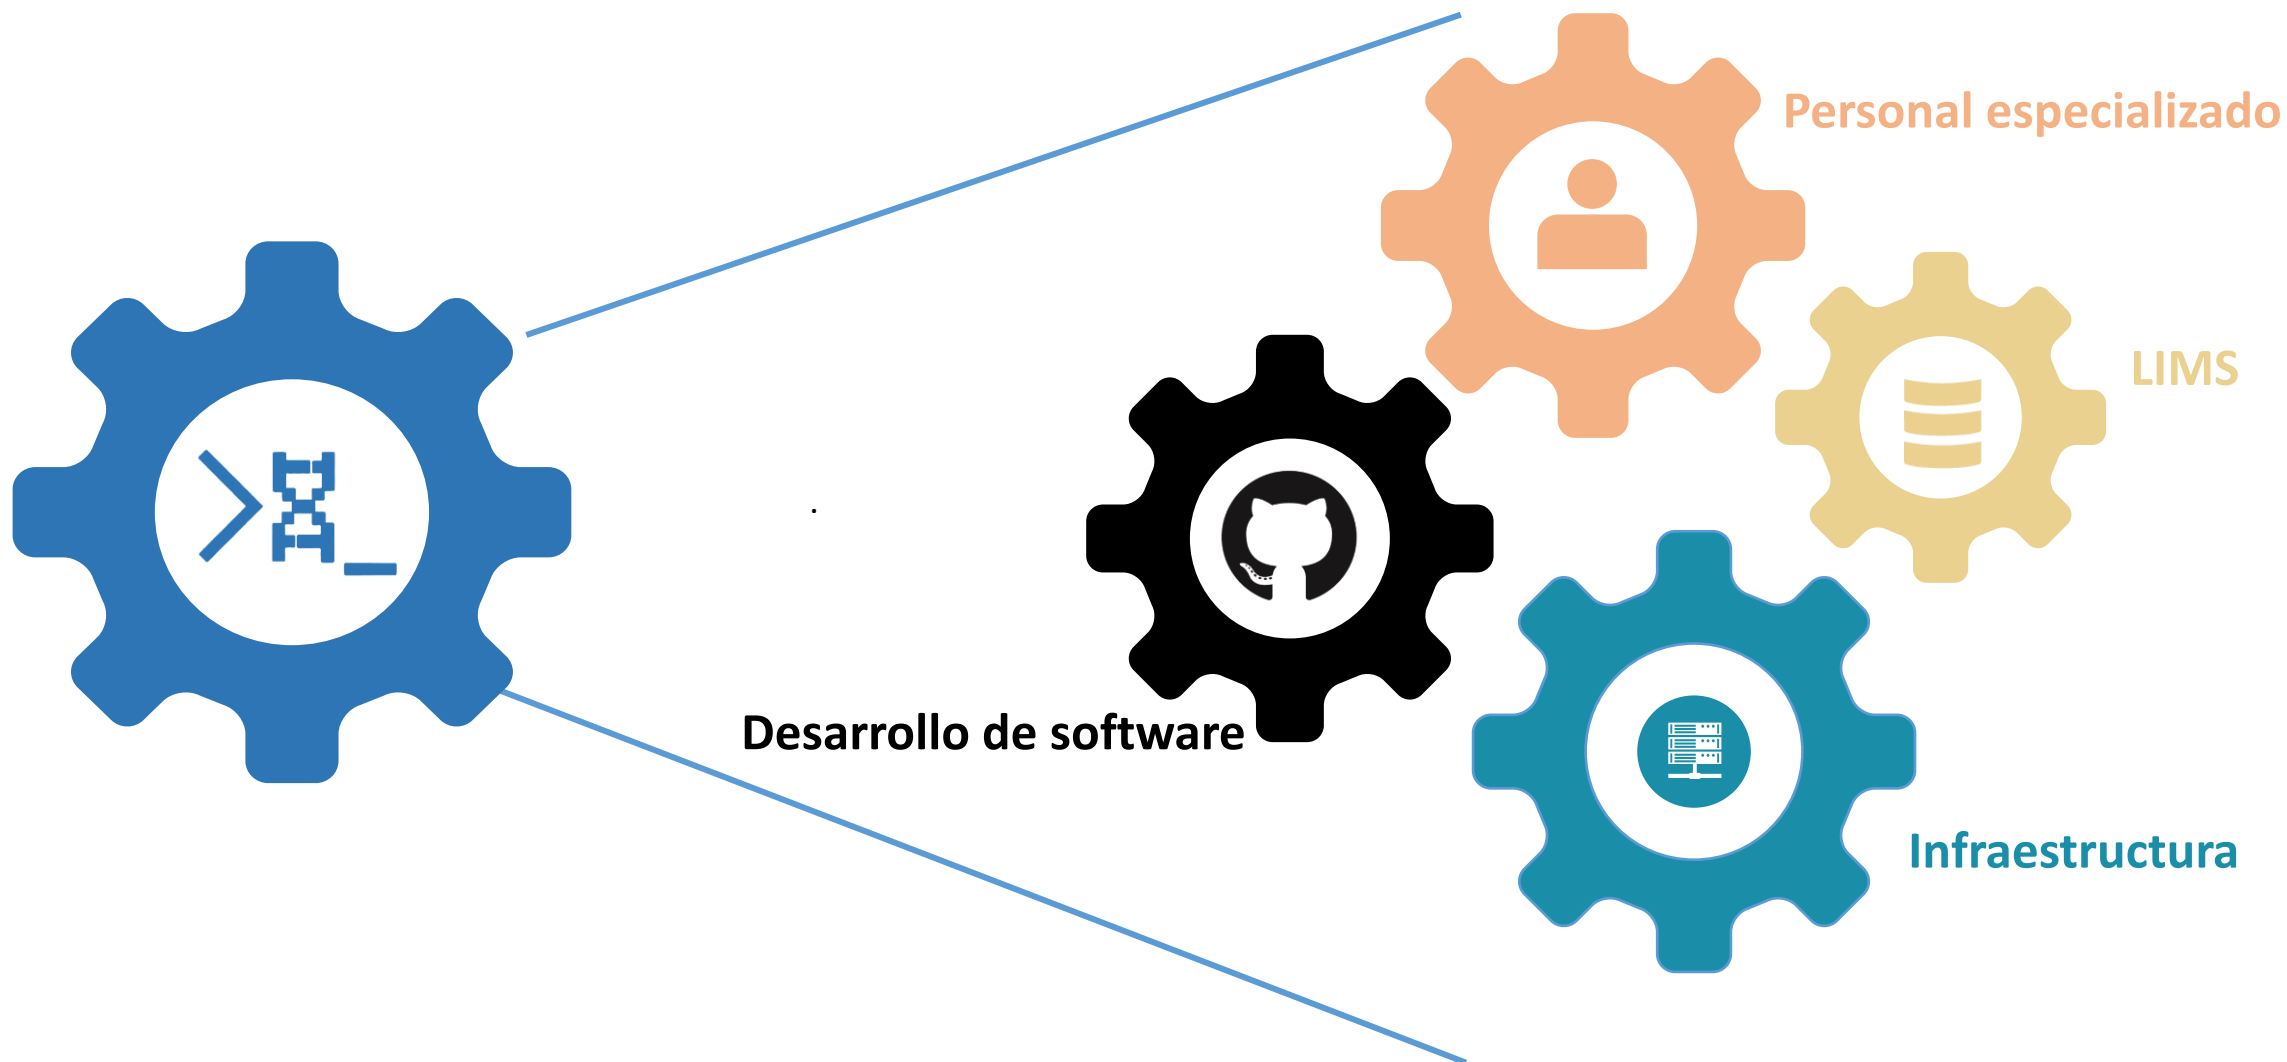 Personal especializado
LIMS
Desarrollo de software
Infraestructura